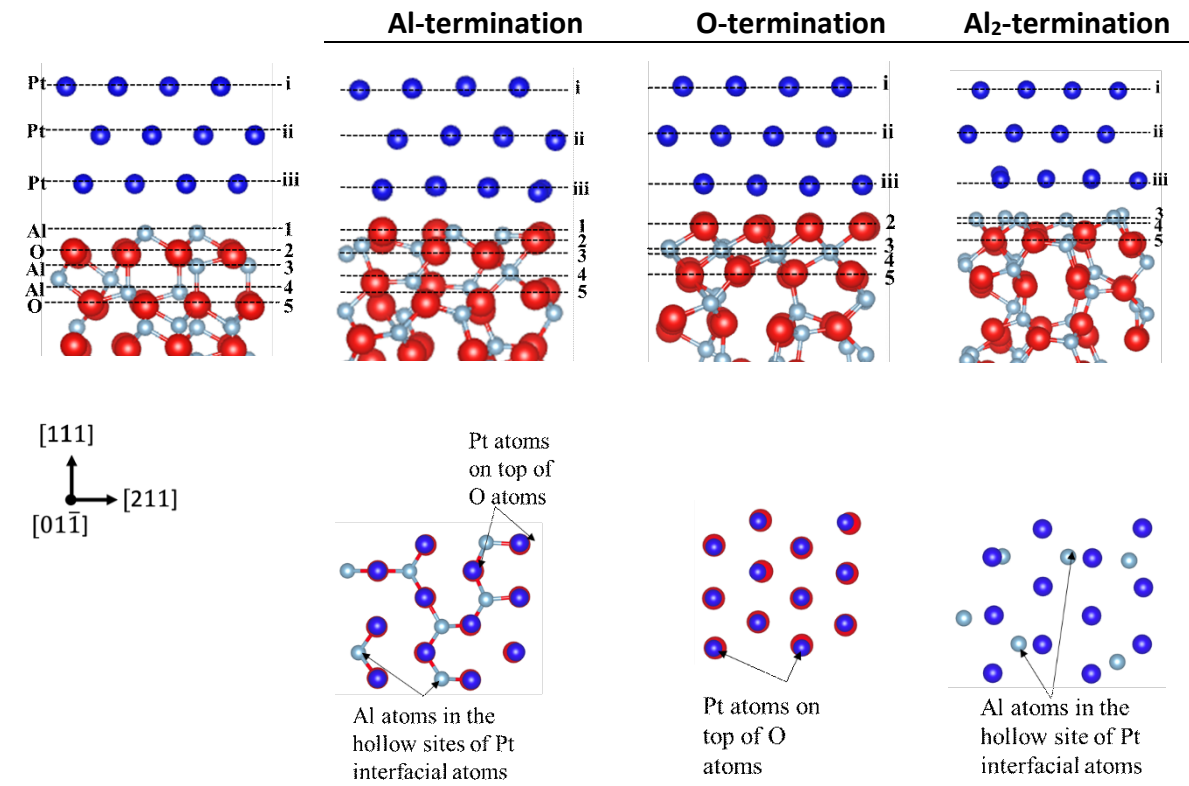 Al-termination O-termination Al₂-termination
Pt i
Pt ii
Pt iii
Al 1
O 2
Al 3
Al 4
O 5
i
ii
iii
1
2
3
4
5
i
ii
iii
2
3
4
5
i
ii
iii
3
4
5
[111]
[211]
[011̄]
Pt atoms
on top of
O atoms
Al atoms in the
hollow sites of Pt
interfacial atoms
Pt atoms on
top of O
atoms
Al atoms in the
hollow site of Pt
interfacial atoms